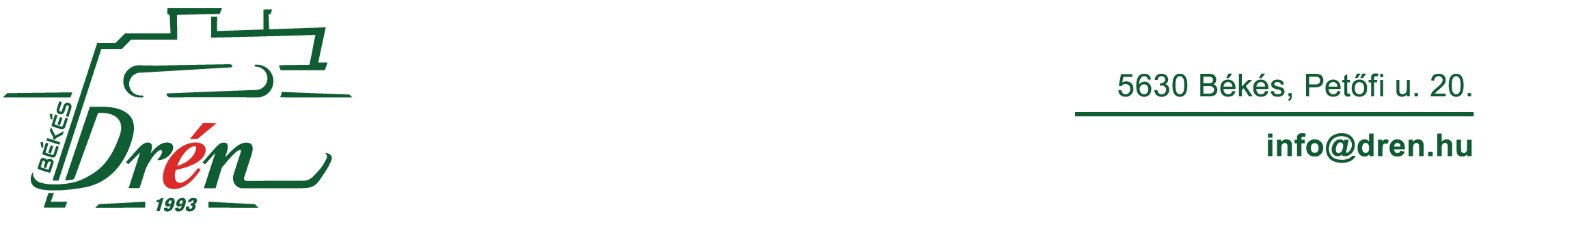 BÉKÉS
Drén
1993
5630 Békés, Petőfi u. 20.
info@dren.hu